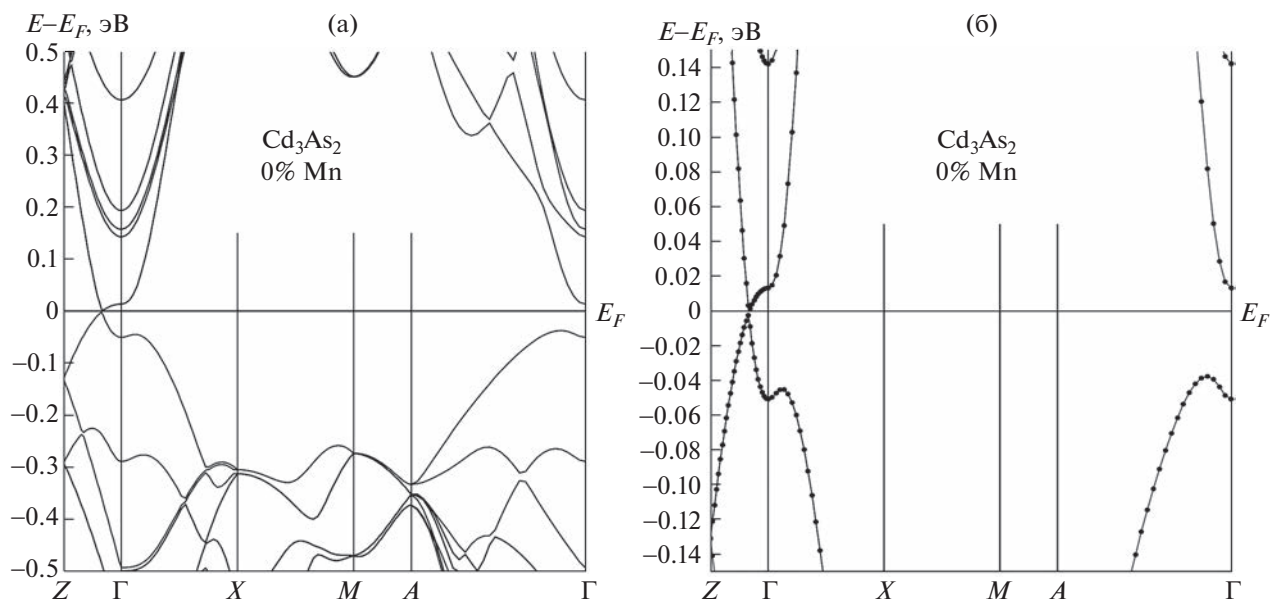 E–E_F, эВ
(а)
0.5
0.4
0.3
0.2
0.1
0
–0.1
–0.2
–0.3
–0.4
–0.5
Cd₃As₂
0% Mn
E_F
Z Γ X M A Γ
E–E_F, эВ
(б)
0.14
0.12
0.10
0.08
0.06
0.04
0.02
0
–0.02
–0.04
–0.06
–0.08
–0.10
–0.12
–0.14
Cd₃As₂
0% Mn
E_F
Z Γ X M A Γ